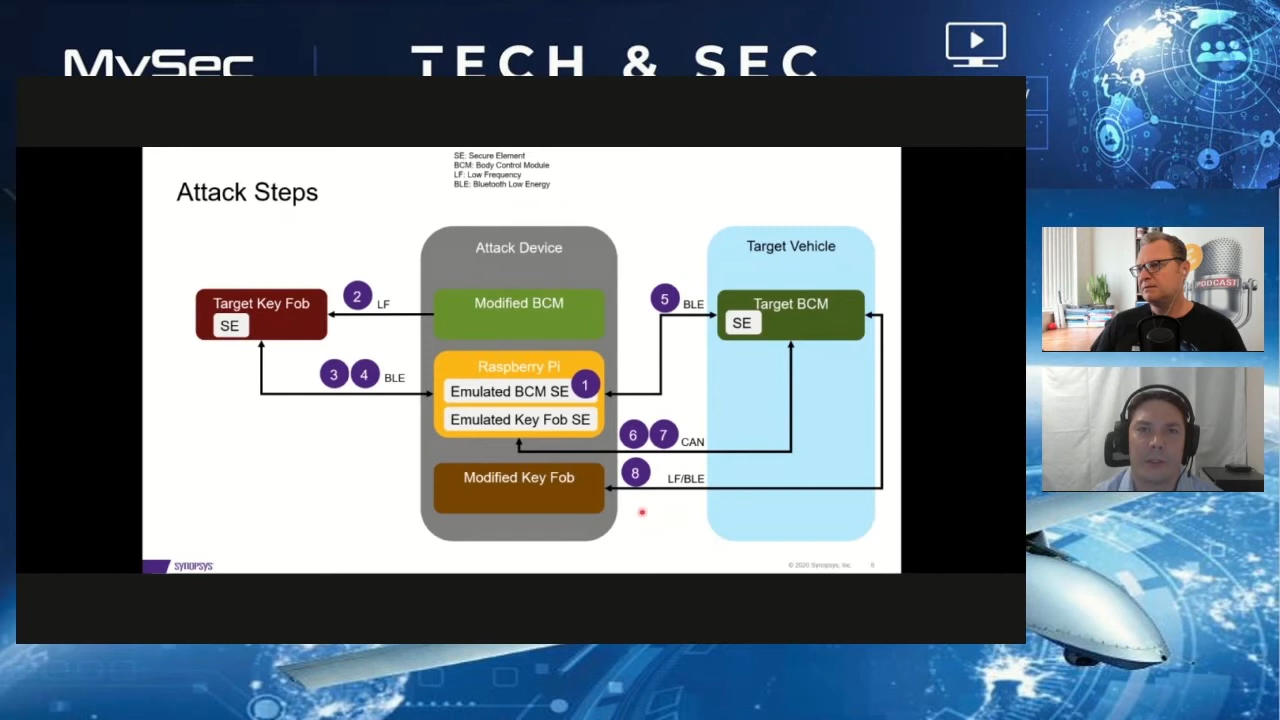 MySec
TECH & SEC
SE: Secure Element
BCM: Body Control Module
LF: Low Frequency
BLE: Bluetooth Low Energy
Attack Steps
Attack Device
Target Vehicle
Target Key Fob
SE
2
LF
Modified BCM
5
BLE
Target BCM
SE
3
4
BLE
Raspberry Pi
Emulated BCM SE
1
Emulated Key Fob SE
6
7
CAN
Modified Key Fob
8
LF/BLE
SYNOPSYS
© 2020 Synopsys, Inc.
PODCAST